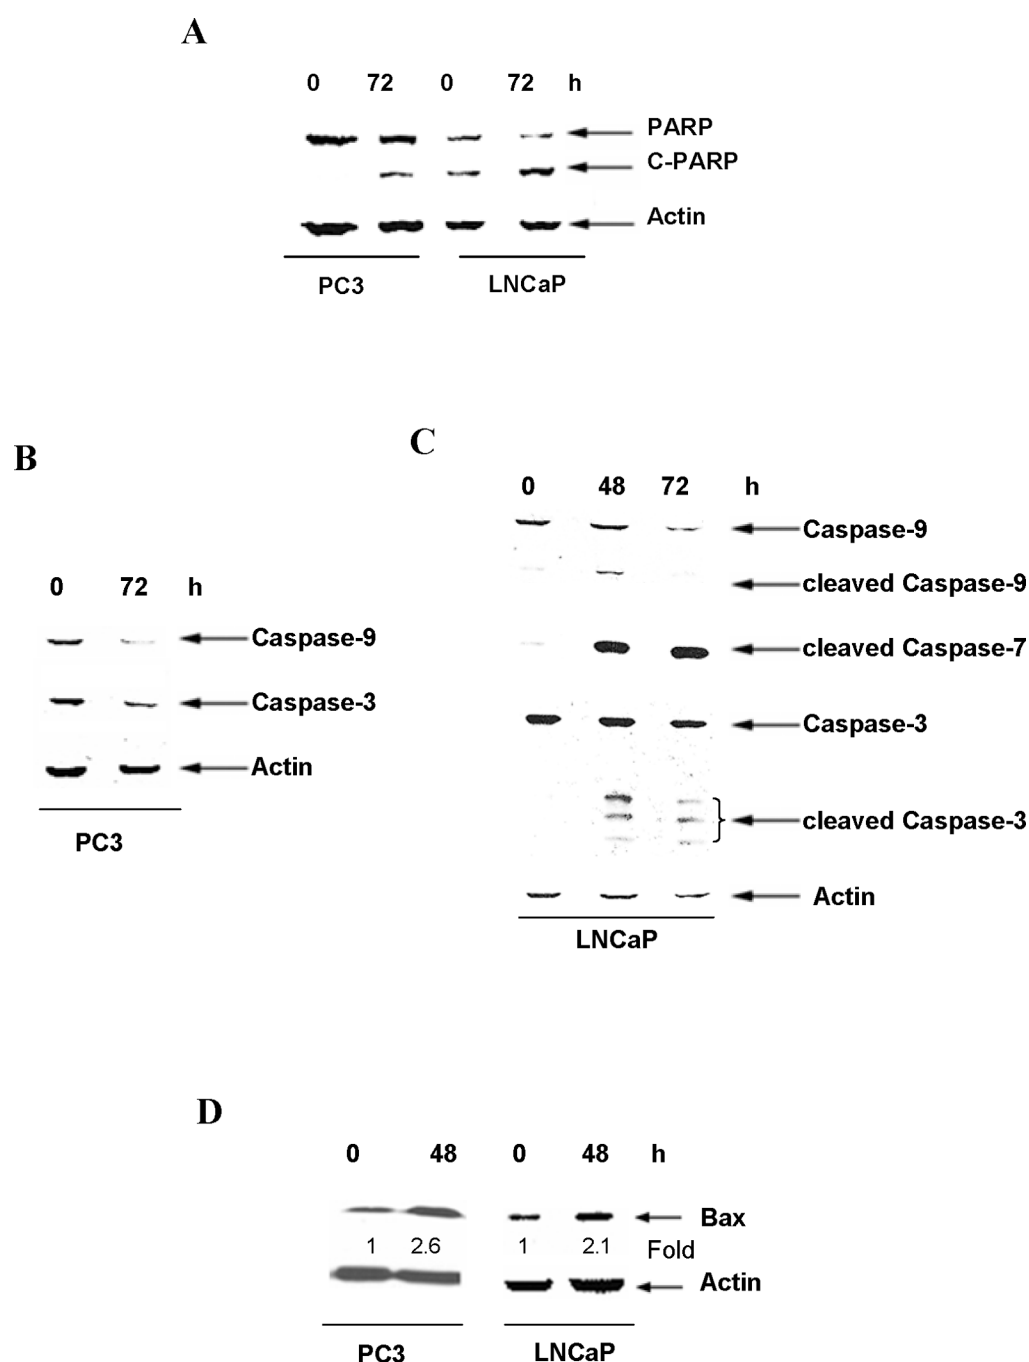 A
0 72 0 72 h
PARP
C-PARP
Actin
PC3 LNCaP
B
0 72 h
Caspase-9
Caspase-3
Actin
PC3
C
0 48 72 h
Caspase-9
cleaved Caspase-9
cleaved Caspase-7
Caspase-3
cleaved Caspase-3
Actin
LNCaP
D
0 48 0 48 h
Bax
1 2.6 1 2.1 Fold
Actin
PC3 LNCaP